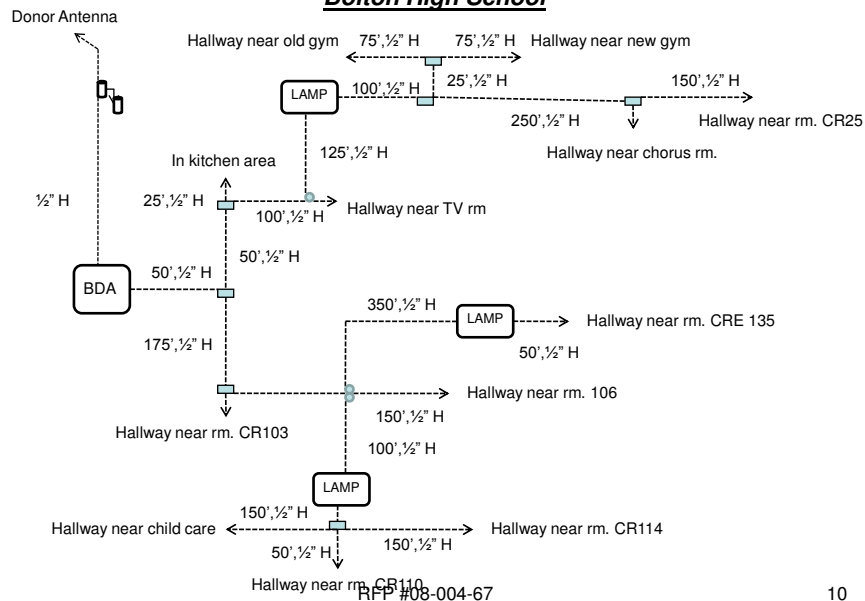 Bolton High School
Donor Antenna
Hallway near old gym
75’,½” H
75’,½” H
Hallway near new gym
LAMP
100’,½” H
25’,½” H
150’,½” H
250’,½” H
Hallway near CR25
Hallway near chorus rm.
125’,½” H
In kitchen area
½” H
25’,½” H
100’,½” H
Hallway near TV rm
50’,½” H
50’,½” H
BDA
350’,½” H
LAMP
Hallway near rm. CRE 135
50’,½” H
175’,½” H
Hallway near rm. 106
150’,½” H
Hallway near rm. CR103
100’,½” H
LAMP
150’,½” H
Hallway near child care
Hallway near rm. CR114
50’,½” H
150’,½” H
Hallway near rm. CR110
RFP #08-004-67
10